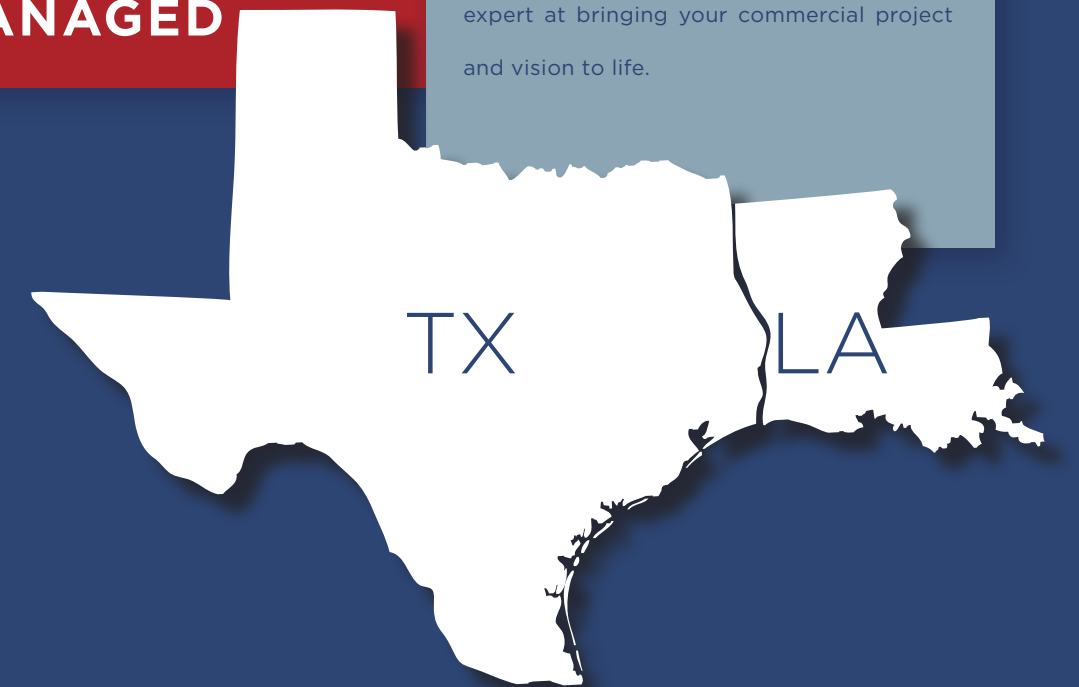 ANAGED
expert at bringing your commercial project
and vision to life.
TX
LA